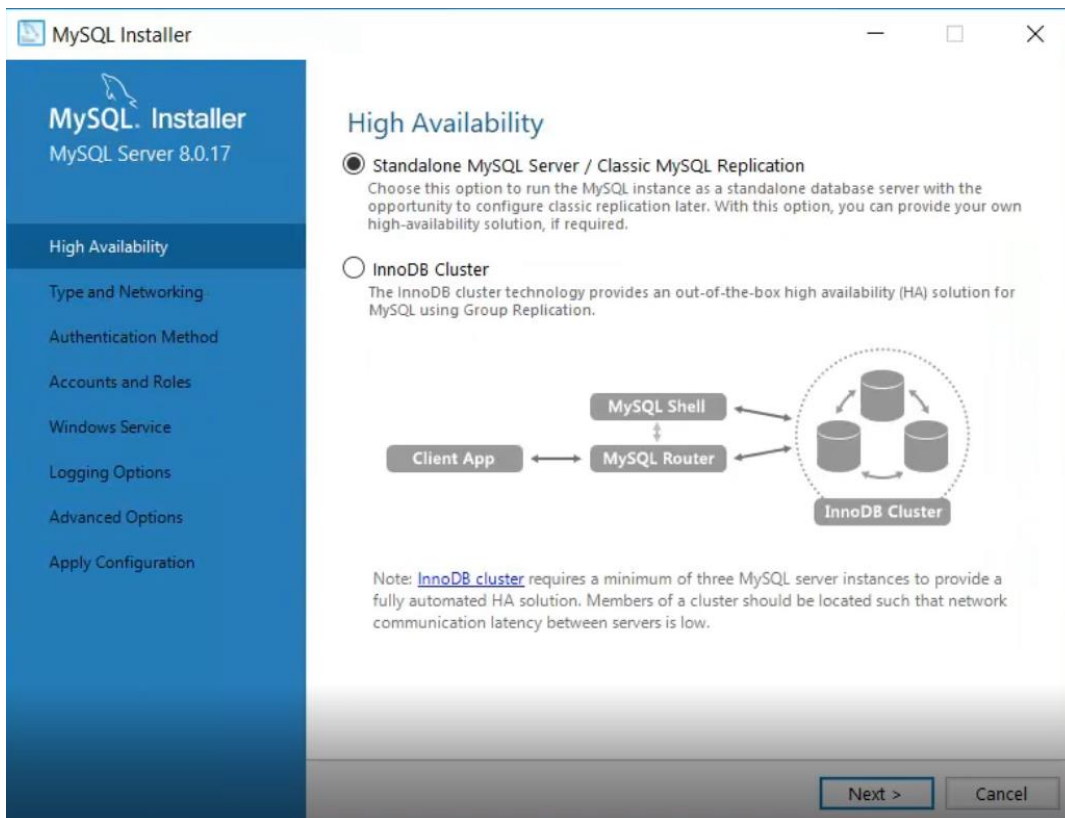 MySQL Installer
MySQL. Installer
MySQL Server 8.0.17
High Availability
Type and Networking
Authentication Method
Accounts and Roles
Windows Service
Logging Options
Advanced Options
Apply Configuration
High Availability
Standalone MySQL Server / Classic MySQL Replication
Choose this option to run the MySQL instance as a standalone database server with the
opportunity to configure classic replication later. With this option, you can provide your own
high-availability solution, if required.
InnoDB Cluster
The InnoDB cluster technology provides an out-of-the-box high availability (HA) solution for
MySQL using Group Replication.
MySQL Shell
Client App
MySQL Router
InnoDB Cluster
Note: InnoDB cluster requires a minimum of three MySQL server instances to provide a
fully automated HA solution. Members of a cluster should be located such that network
communication latency between servers is low.
Next >
Cancel